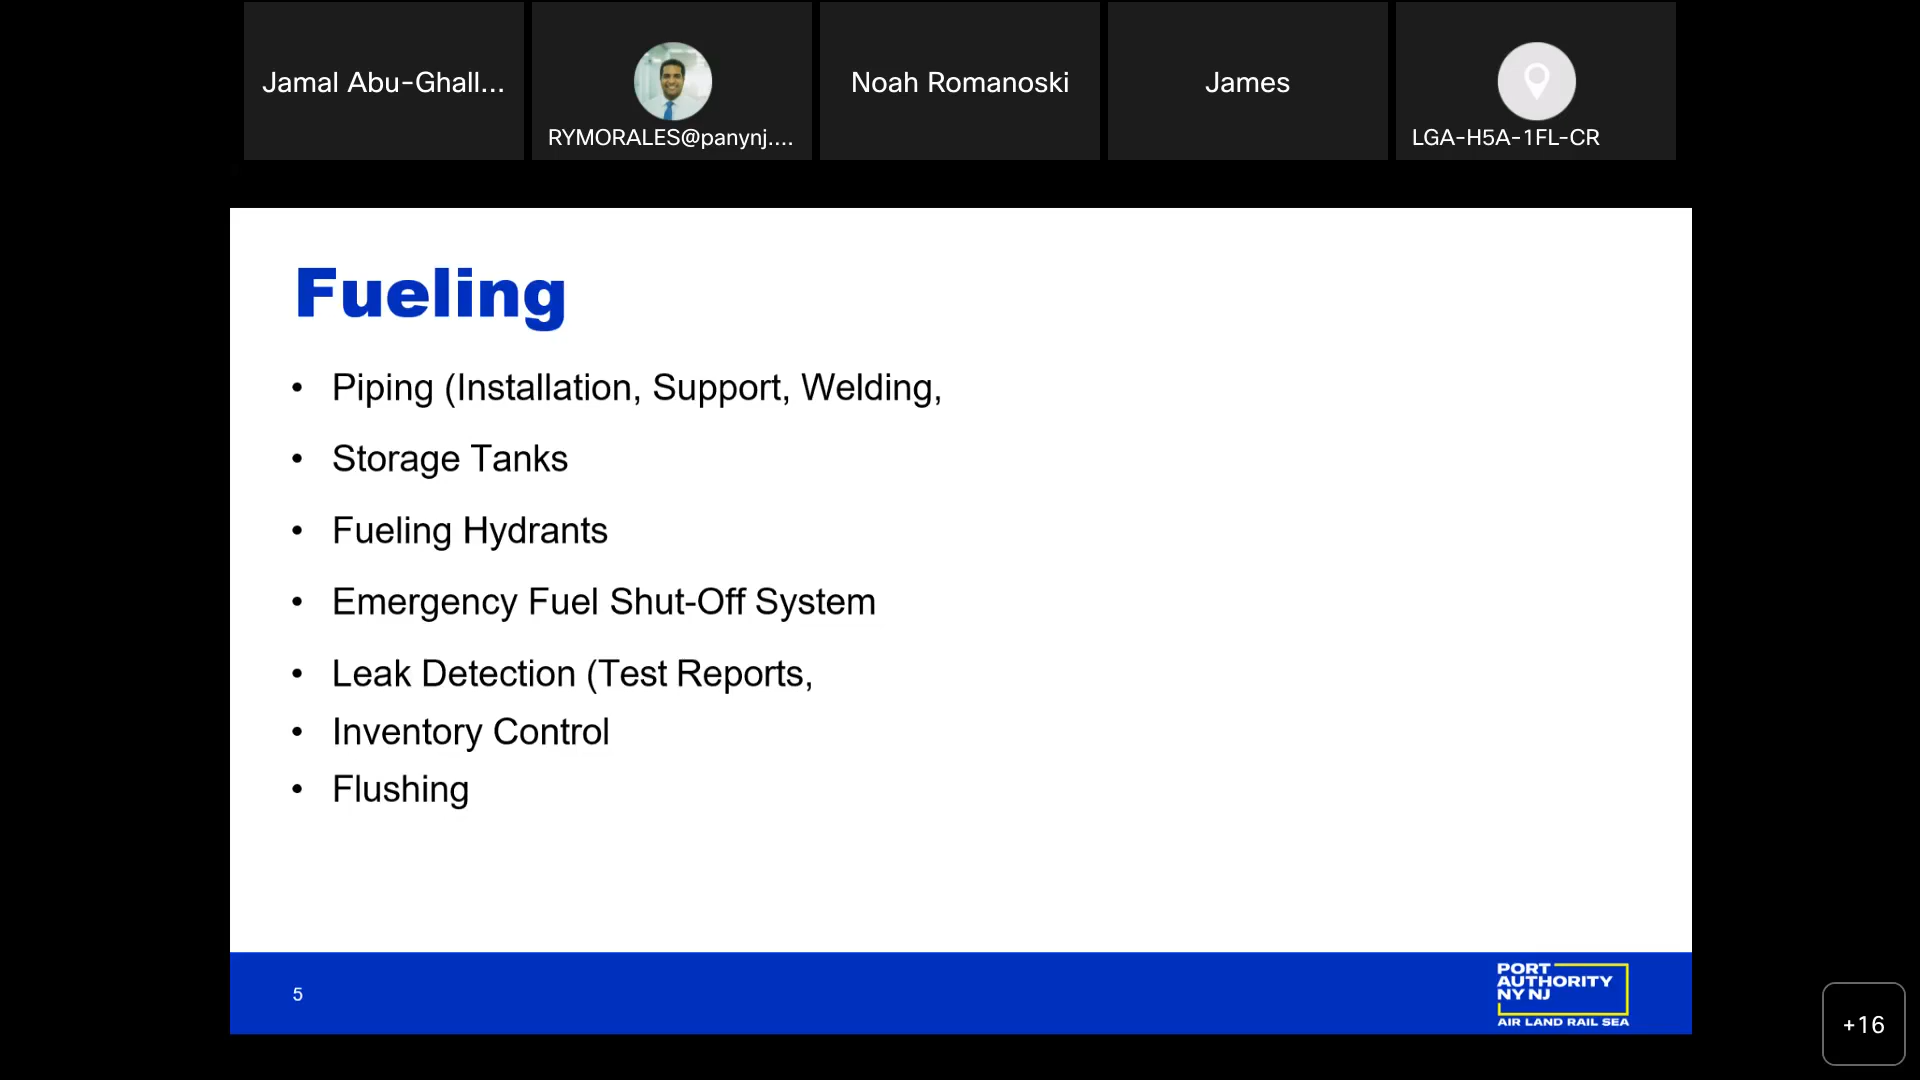 Jamal Abu-Ghall...
RYMORALES@panynj....
Noah Romanoski
James
LGA-H5A-1FL-CR
Fueling
• Piping (Installation, Support, Welding,
• Storage Tanks
• Fueling Hydrants
• Emergency Fuel Shut-Off System
• Leak Detection (Test Reports,
• Inventory Control
• Flushing
5
PORT
AUTHORITY
NY NJ
AIR LAND RAIL SEA
+16